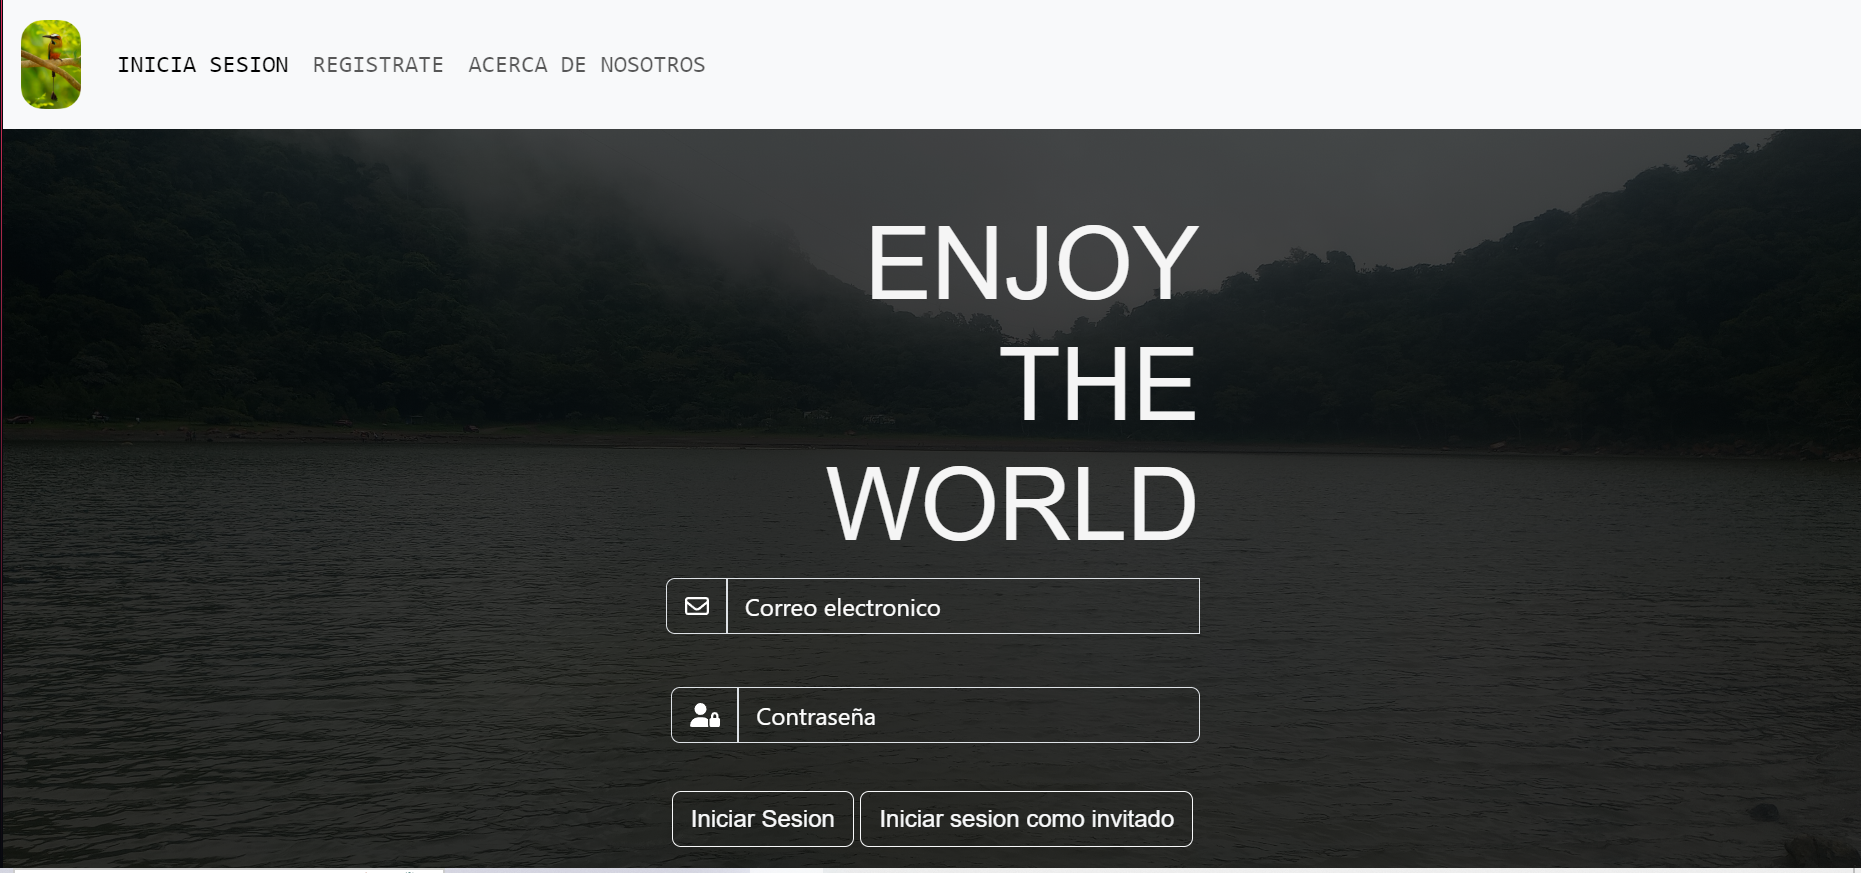 INICIA SESION REGISTRATE ACERCA DE NOSOTROS
ENJOY
THE
WORLD
Correo electronico
Contraseña
Iniciar Sesion Iniciar sesion como invitado